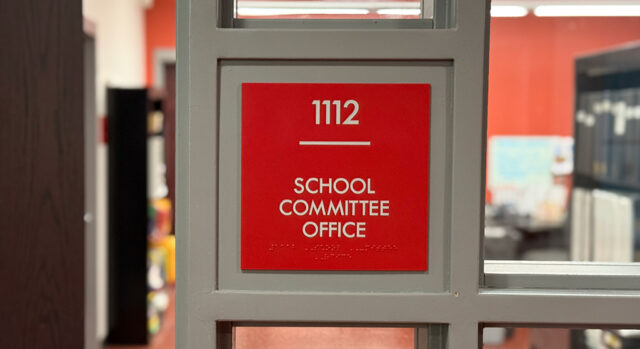 1112
SCHOOL
COMMITTEE
OFFICE